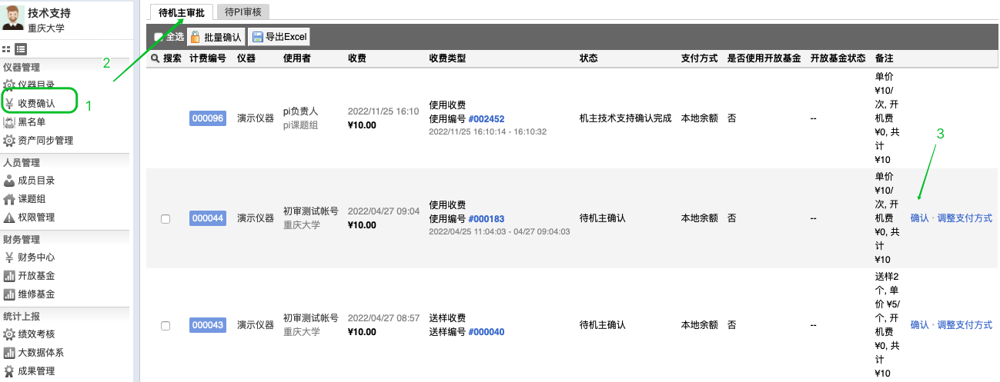 技术支持
重庆大学
仪器管理
仪器目录
收费确认
1
黑名单
资产同步管理
人员管理
成员目录
课题组
权限管理
财务管理
财务中心
开放基金
维修基金
统计上报
绩效考核
大数据体系
成果管理
2
待机主审批 待PI审核
全选 批量确认 导出Excel
搜索 计费编号 仪器 使用者 收费 收费类型 状态 支付方式 是否使用开放基金 开放基金状态 备注
000096 演示仪器
pi负责人
pi课题组
2022/11/25 16:10
¥10.00
使用收费
使用编号 #002452
2022/11/25 16:10:14 - 16:10:32
机主技术支持确认完成 本地余额 否 --
单价
¥10/
次, 开
机费
¥0, 共
计
¥10
3
000044 演示仪器
初审测试帐号
重庆大学
2022/04/27 09:04
¥10.00
使用收费
使用编号 #000183
2022/04/25 11:04:03 - 04/27 09:04:03
待机主确认 本地余额 否 --
单价
¥10/
次, 开
机费
¥0, 共
计
¥10
确认 · 调整支付方式
000043 演示仪器
初审测试帐号
重庆大学
2022/04/27 08:57
¥10.00
送样收费
送样编号 #000040
待机主确认 本地余额 否 --
送样2
个, 单
价 ¥5/
个, 开
机费
¥0, 共
计
¥10
确认 · 调整支付方式